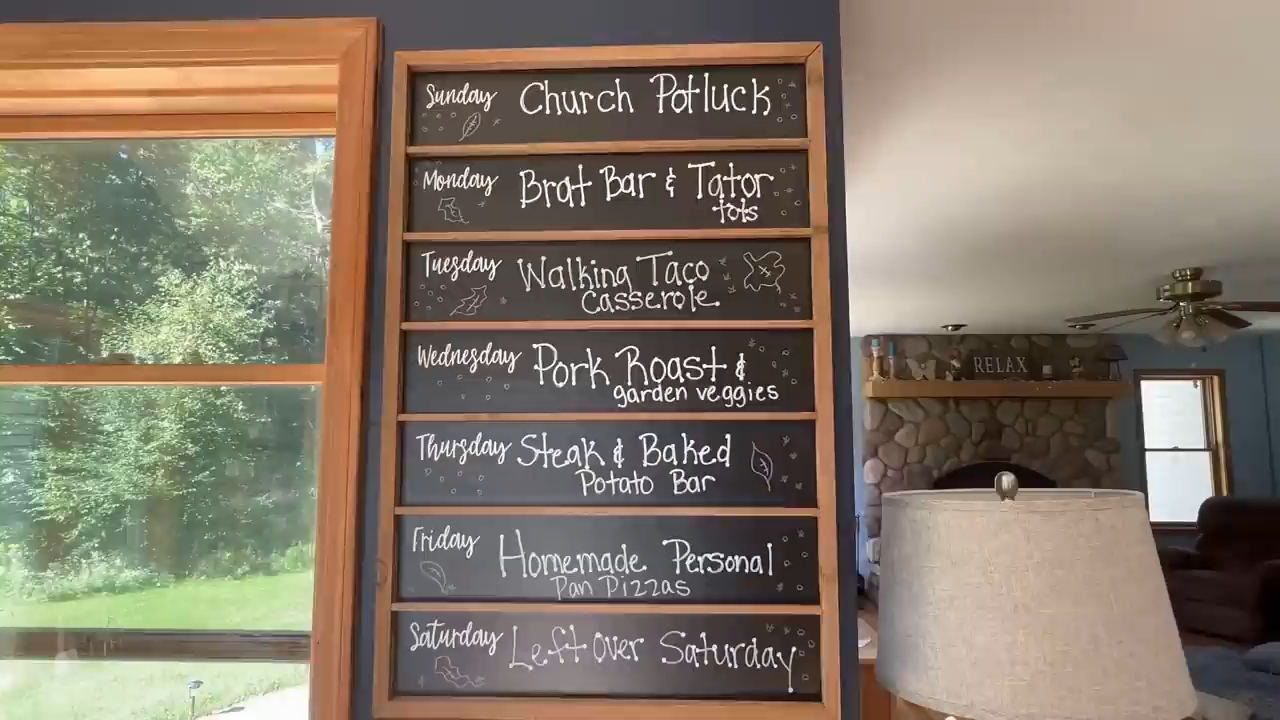 Sunday Church Potluck
Monday Brat Bar & Tator
tots
Tuesday Walking Taco
Casserole
Wednesday Pork Roast &
garden veggies
Thursday Steak & Baked
Potato Bar
Friday Homemade Personal
Pan Pizzas
Saturday Left Over Saturday
RELAX